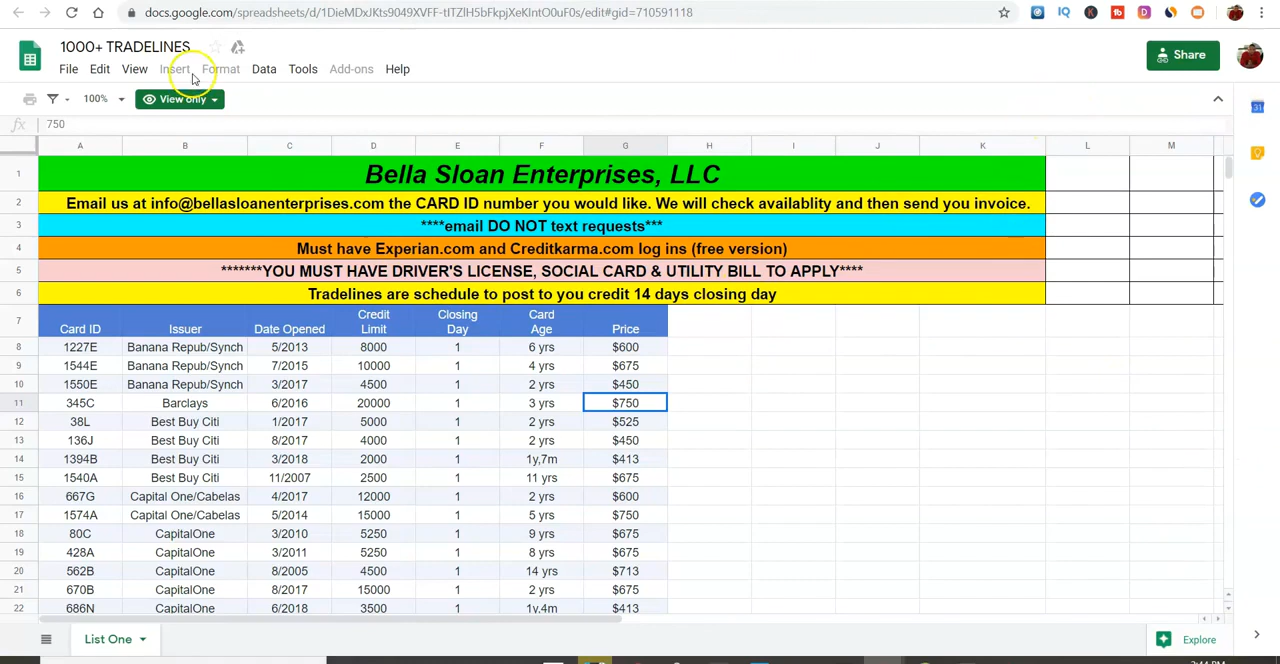 docs.google.com/spreadsheets/d/1DieMDxJKts9049XVFF-tITZlH5bFkpjXeKIntO0uF0s/edit#gid=710591118
1000+ TRADELINES
File Edit View Insert Format Data Tools Add-ons Help
Share
100% View only
fx 750
A B C D E F G H I J K L M
1 Bella Sloan Enterprises, LLC
2 Email us at info@bellasloanenterprises.com the CARD ID number you would like. We will check availablity and then send you invoice.
3 ****email DO NOT text requests***
4 Must have Experian.com and Creditkarma.com log ins (free version)
5 *******YOU MUST HAVE DRIVER'S LICENSE, SOCIAL CARD & UTILITY BILL TO APPLY****
6 Tradelines are schedule to post to you credit 14 days closing day
7 Card ID Issuer Date Opened Credit Limit Closing Day Card Age Price
8 1227E Banana Repub/Synch 5/2013 8000 1 6 yrs $600
9 1544E Banana Repub/Synch 7/2015 10000 1 4 yrs $675
10 1550E Banana Repub/Synch 3/2017 4500 1 2 yrs $450
11 345C Barclays 6/2016 20000 1 3 yrs $750
12 38L Best Buy Citi 1/2017 5000 1 2 yrs $525
13 136J Best Buy Citi 8/2017 4000 1 2 yrs $450
14 1394B Best Buy Citi 3/2018 2000 1 1y,7m $413
15 1540A Best Buy Citi 11/2007 2500 1 11 yrs $675
16 667G Capital One/Cabelas 4/2017 12000 1 2 yrs $600
17 1574A Capital One/Cabelas 5/2014 15000 1 5 yrs $750
18 80C CapitalOne 3/2010 5250 1 9 yrs $675
19 428A CapitalOne 3/2011 5250 1 8 yrs $675
20 562B CapitalOne 8/2005 4500 1 14 yrs $713
21 670B CapitalOne 8/2017 15000 1 2 yrs $675
22 686N CapitalOne 6/2018 3500 1 1y,4m $413
List One
Explore